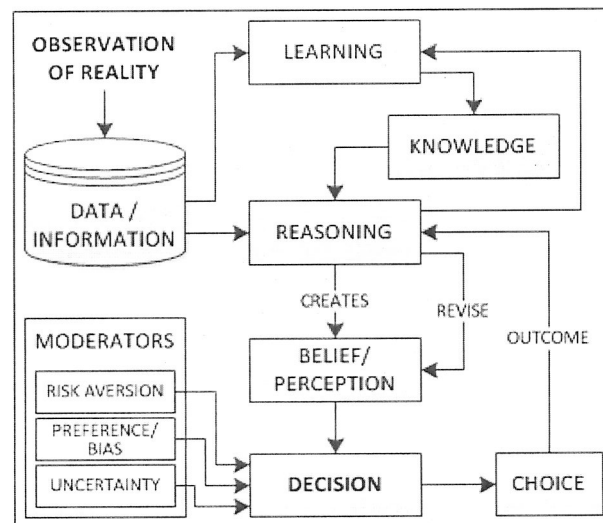 OBSERVATION
OF REALITY
LEARNING
KNOWLEDGE
DATA /
INFORMATION
REASONING
CREATES
REVISE
OUTCOME
MODERATORS
BELIEF/
PERCEPTION
RISK AVERSION
PREFERENCE/
BIAS
UNCERTAINTY
DECISION
CHOICE